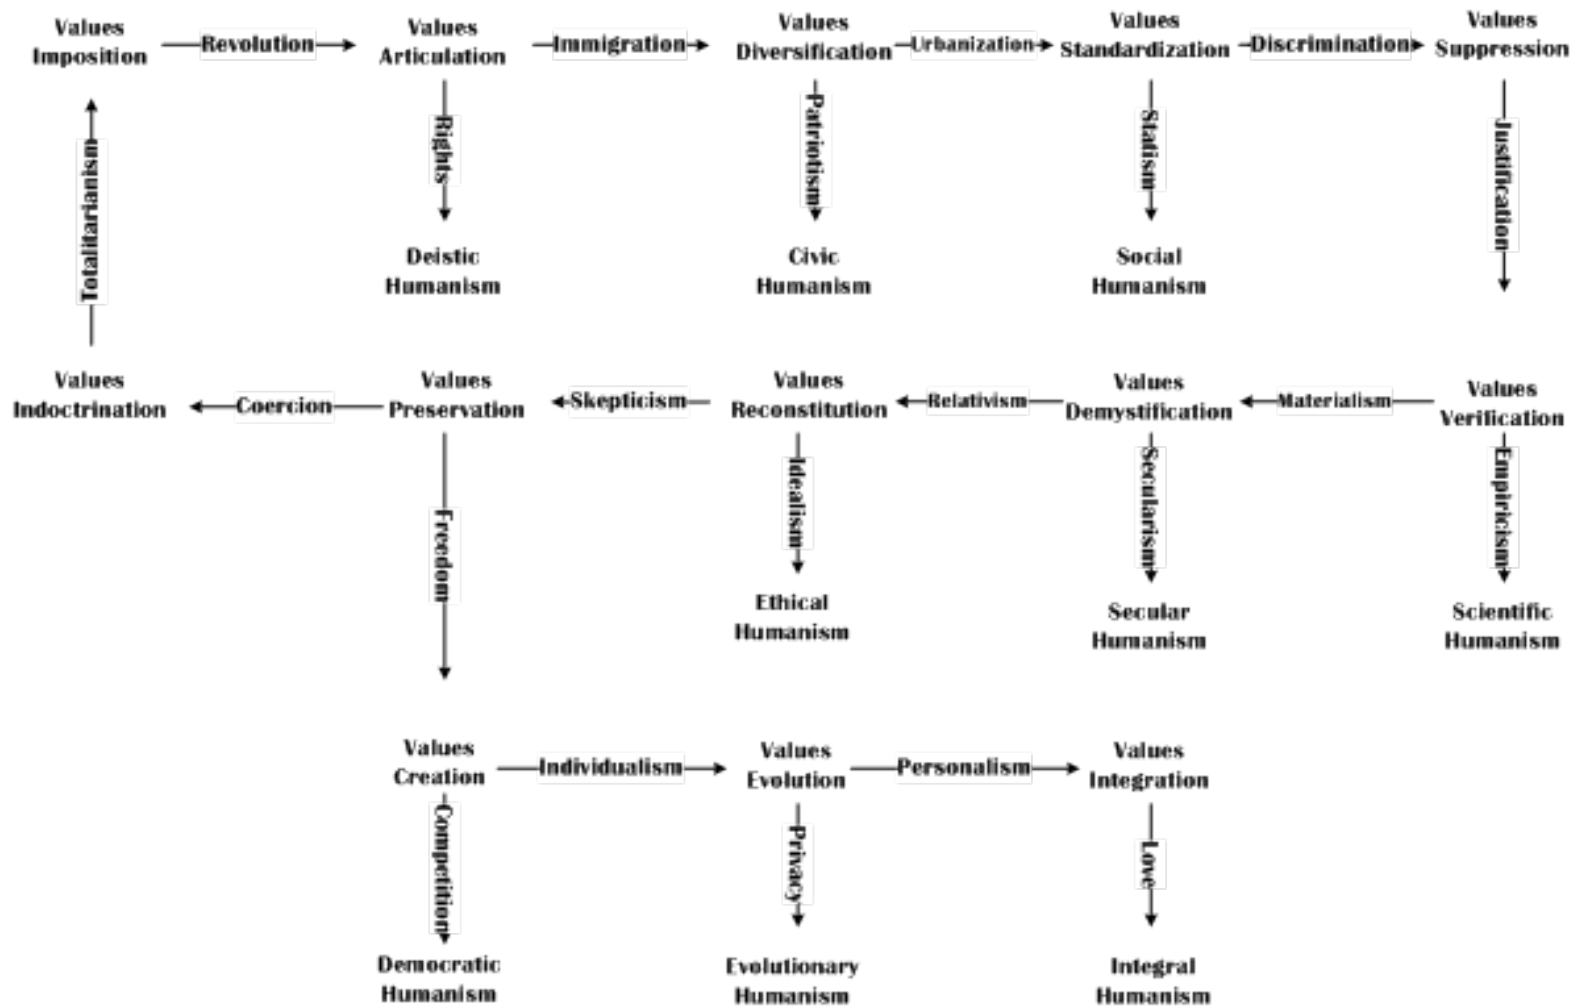 Values
Imposition
Revolution
Values
Articulation
Immigration
Values
Diversification
Urbanization
Values
Standardization
Discrimination
Values
Suppression
Totalitarianism
Rights
Patriotism
Statism
Justification
Deistic
Humanism
Civic
Humanism
Social
Humanism
Values
Indoctrination
Coercion
Values
Preservation
Skepticism
Values
Reconstitution
Relativism
Values
Demystification
Materialism
Values
Verification
Freedom
Idealism
Secularism
Empiricism
Ethical
Humanism
Secular
Humanism
Scientific
Humanism
Values
Creation
Individualism
Values
Evolution
Personalism
Values
Integration
Competition
Privacy
Love
Democratic
Humanism
Evolutionary
Humanism
Integral
Humanism